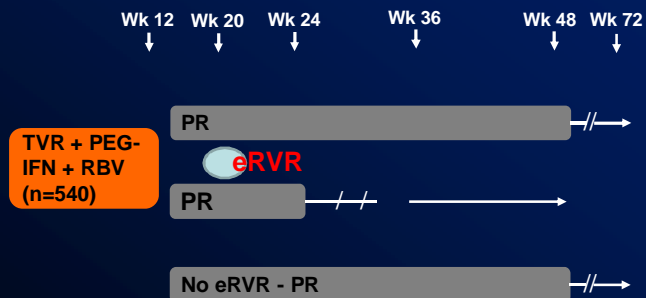 Wk 12 Wk 20 Wk 24 Wk 36 Wk 48 Wk 72
PR
TVR + PEG-
IFN + RBV
(n=540)
eRVR
PR
No eRVR - PR